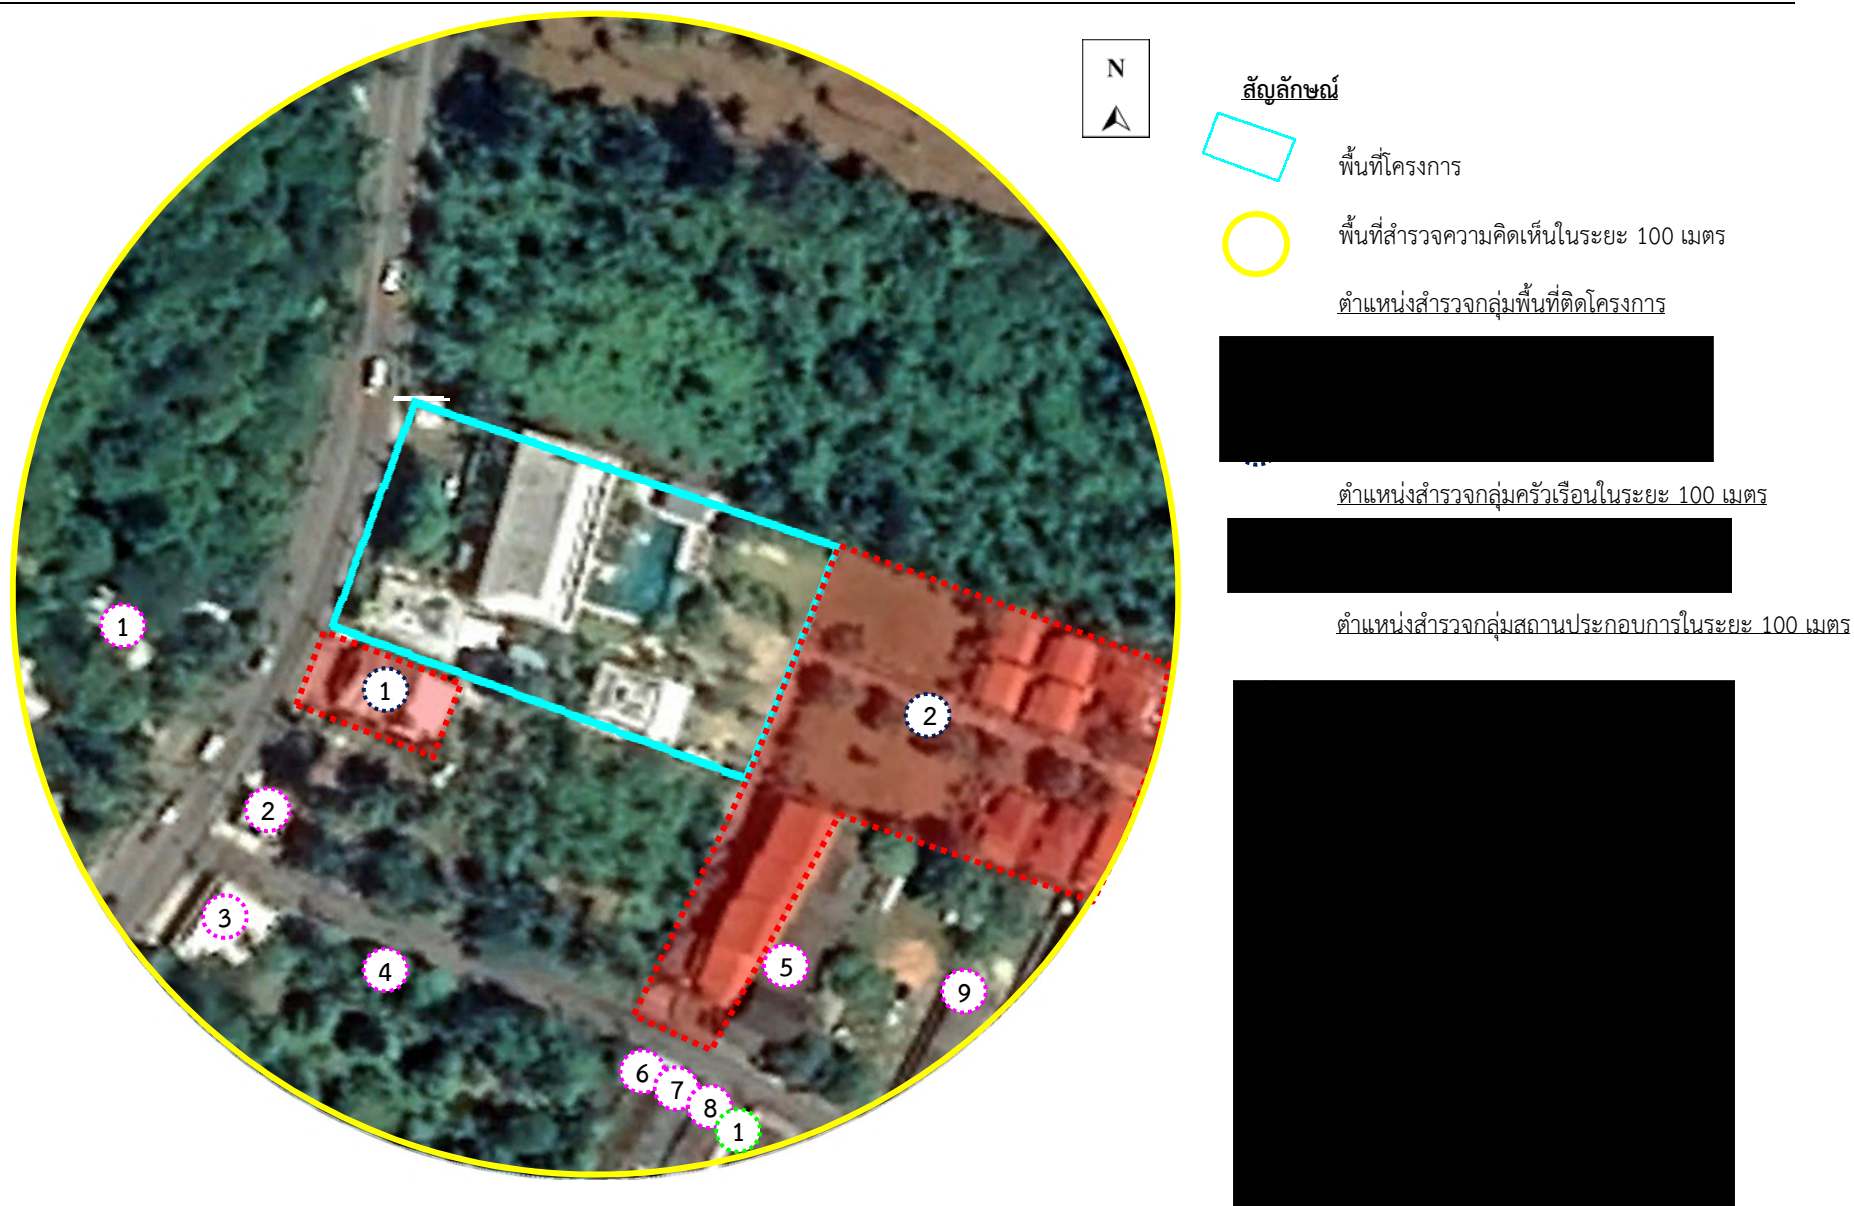 N
สัญลักษณ์
พื้นที่โครงการ
พื้นที่สำรวจความคิดเห็นในระยะ 100 เมตร
ตำแหน่งสำรวจกลุ่มพื้นที่ติดโครงการ
ตำแหน่งสำรวจกลุ่มครัวเรือนในระยะ 100 เมตร
ตำแหน่งสำรวจกลุ่มสถานประกอบการในระยะ 100 เมตร
1
1
2
2
3
4
5
9
6
7
8
1